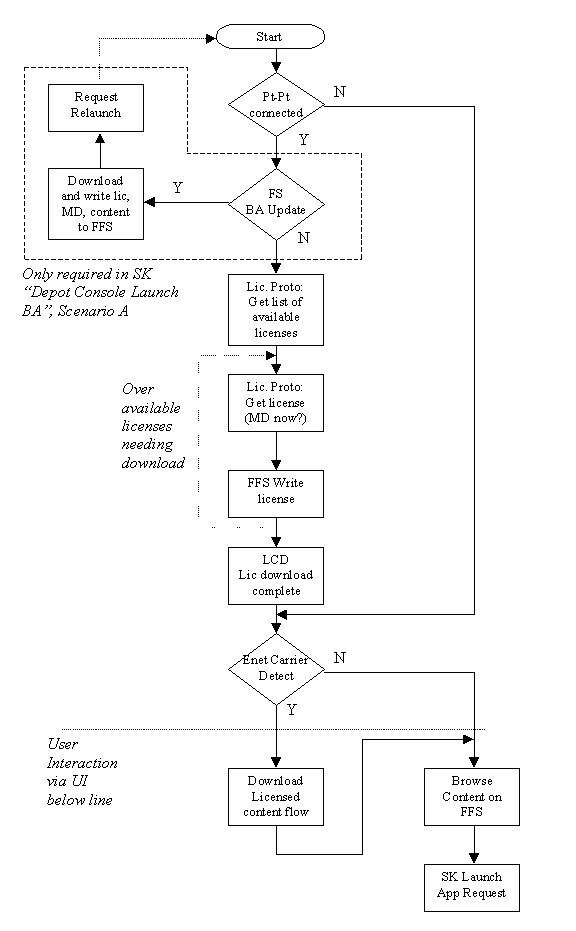 Start
Request
Relaunch
Pt-Pt
connected
N
Y
Download
and write lic,
MD, content
to FFS
Y
FS
BA Update
N
Only required in SK
“Depot Console Launch
BA”, Scenario A
Lic. Proto:
Get list of
available
licenses
Over
available
licenses
needing
download
Lic. Proto:
Get license
(MD now?)
FFS Write
license
LCD
Lic download
complete
Enet Carrier
Detect
N
Y
User
Interaction
via UI
below line
Download
Licensed
content flow
Browse
Content on
FFS
SK Launch
App Request